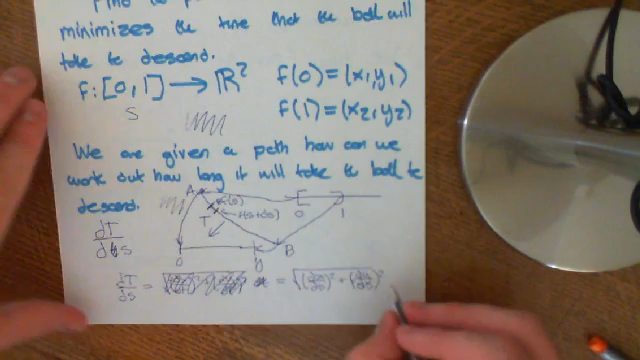 minimizes the time that the ball will
take to descend.
f: [0,1] → ℝ² f(0) = (x₁,y₁)
S f(1) = (x₂,y₂)
We are given a path how can we
work out how long it will take to ball to
descend.
A f(s) 0 1
T f(s+ds)
dT
ds
0 y B
dT/ds = = √((dx/ds)² + (dy/ds)²